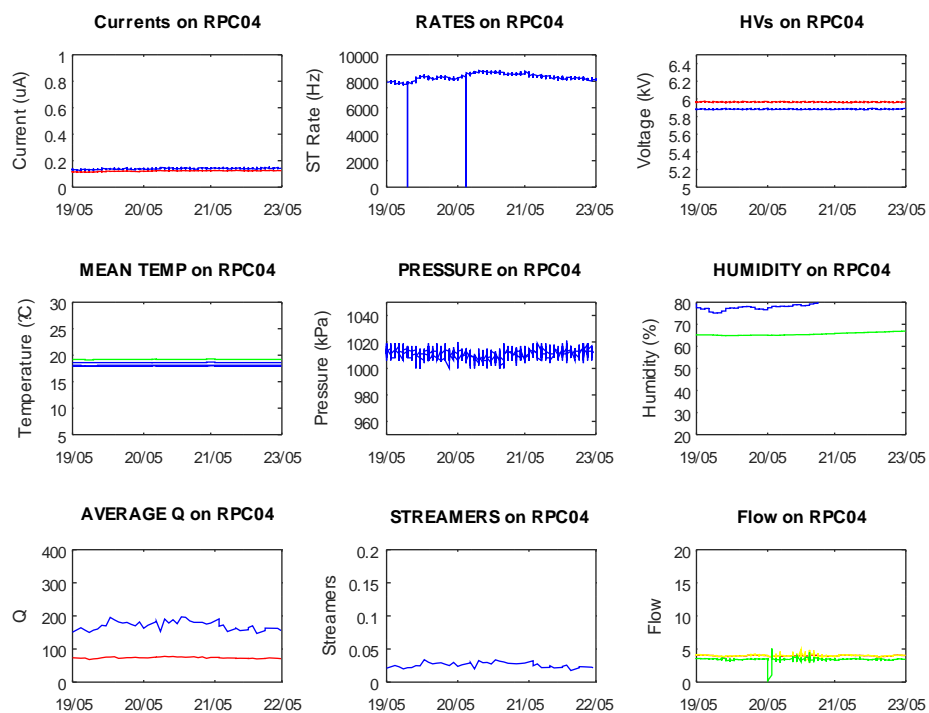 Currents on RPC04
RATES on RPC04
HVs on RPC04
Current (uA)
1
0.8
0.6
0.4
0.2
0
19/05 20/05 21/05 23/05
ST Rate (Hz)
10000
8000
6000
4000
2000
0
19/05 20/05 21/05 23/05
Voltage (kV)
6.4
6.2
6
5.8
5.6
5.4
5.2
5
19/05 20/05 21/05 23/05
MEAN TEMP on RPC04
PRESSURE on RPC04
HUMIDITY on RPC04
Temperature (?C)
30
25
20
15
10
5
19/05 20/05 21/05 23/05
Pressure (kPa)
1040
1020
1000
980
960
19/05 20/05 21/05 23/05
Humidity (%)
80
70
60
50
40
30
20
19/05 20/05 21/05 23/05
AVERAGE Q on RPC04
STREAMERS on RPC04
Flow on RPC04
Q
400
300
200
100
0
19/05 20/05 21/05 22/05
Streamers
0.2
0.15
0.1
0.05
0
19/05 20/05 21/05 22/05
Flow
20
15
10
5
0
19/05 20/05 21/05 23/05